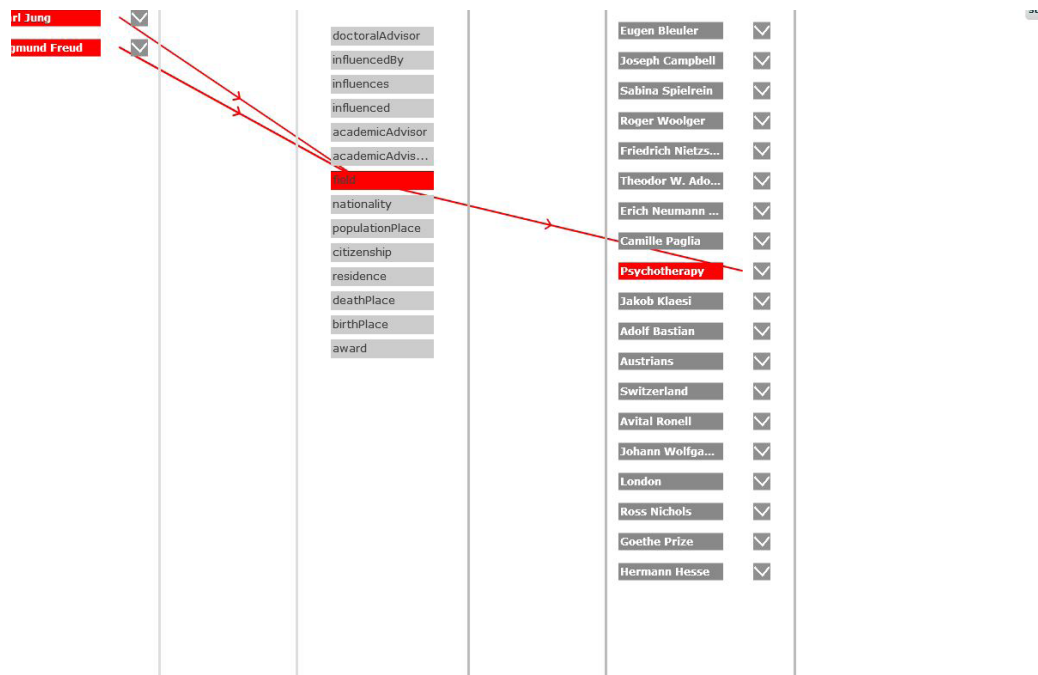 rl Jung
gmund Freud
doctoralAdvisor
influencedBy
influences
influenced
academicAdvisor
academicAdvis...
field
nationality
populationPlace
citizenship
residence
deathPlace
birthPlace
award
Eugen Bleuler
Joseph Campbell
Sabina Spielrein
Roger Woolger
Friedrich Nietzs...
Theodor W. Ado...
Erich Neumann ...
Camille Paglia
Psychotherapy
Jakob Klaesi
Adolf Bastian
Austrians
Switzerland
Avital Ronell
Johann Wolfga...
London
Ross Nichols
Goethe Prize
Hermann Hesse